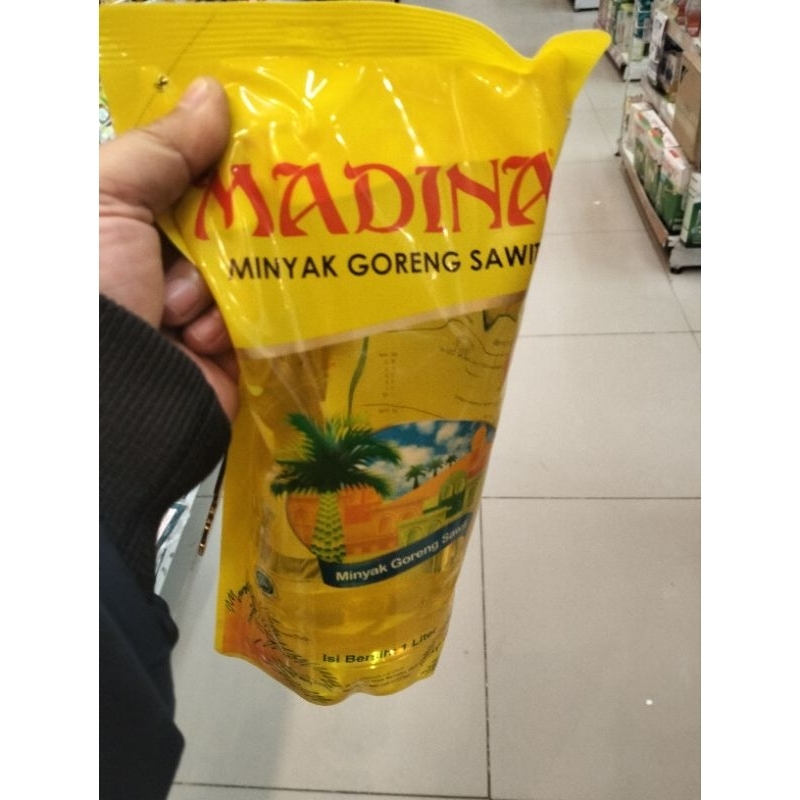 MADINA
MINYAK GORENG SAWIT
Minyak Goreng Sawit
Isi Bersih: 1 Liter